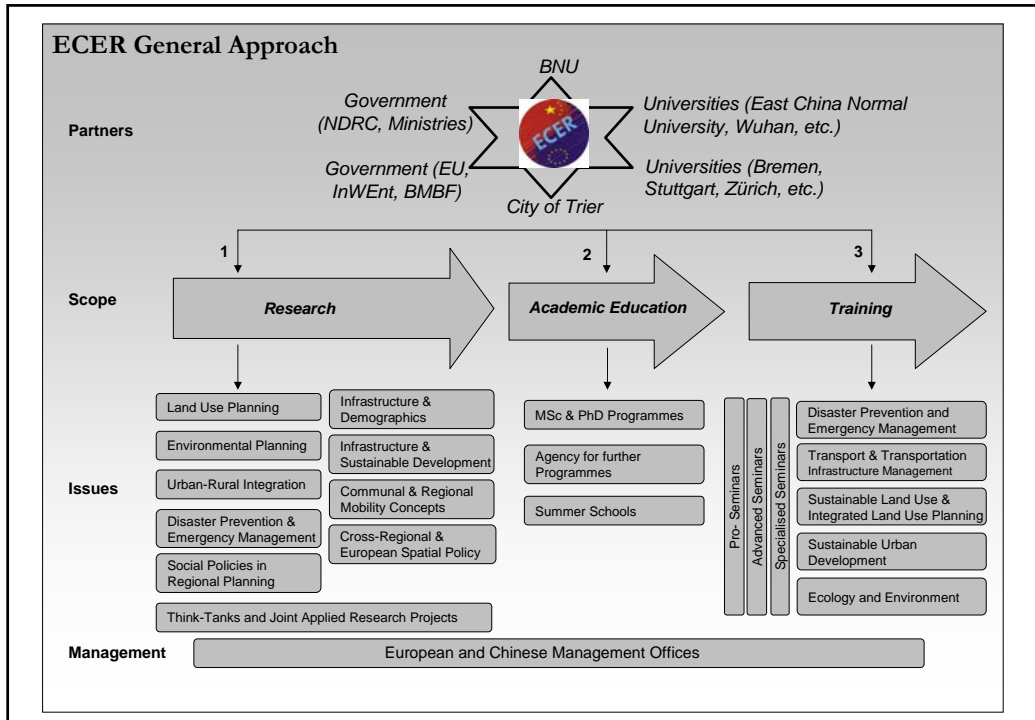 ECER General Approach
BNU
Partners
Government
(NDRC, Ministries)
Universities (East China Normal
University, Wuhan, etc.)
ECER
Government (EU,
InWEnt, BMBF)
Universities (Bremen,
Stuttgart, Zürich, etc.)
City of Trier
1
2
3
Scope
Research
Academic Education
Training
Issues
Land Use Planning
Environmental Planning
Urban-Rural Integration
Disaster Prevention &
Emergency Management
Social Policies in
Regional Planning
Infrastructure &
Demographics
Infrastructure &
Sustainable Development
Communal & Regional
Mobility Concepts
Cross-Regional &
European Spatial Policy
Think-Tanks and Joint Applied Research Projects
MSc & PhD Programmes
Agency for further
Programmes
Summer Schools
Pro- Seminars
Advanced Seminars
Specialised Seminars
Disaster Prevention and
Emergency Management
Transport & Transportation
Infrastructure Management
Sustainable Land Use &
Integrated Land Use Planning
Sustainable Urban
Development
Ecology and Environment
Management
European and Chinese Management Offices